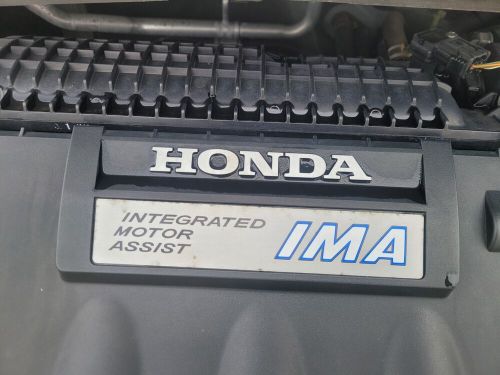 HONDA
INTEGRATED
MOTOR
ASSIST
IMA